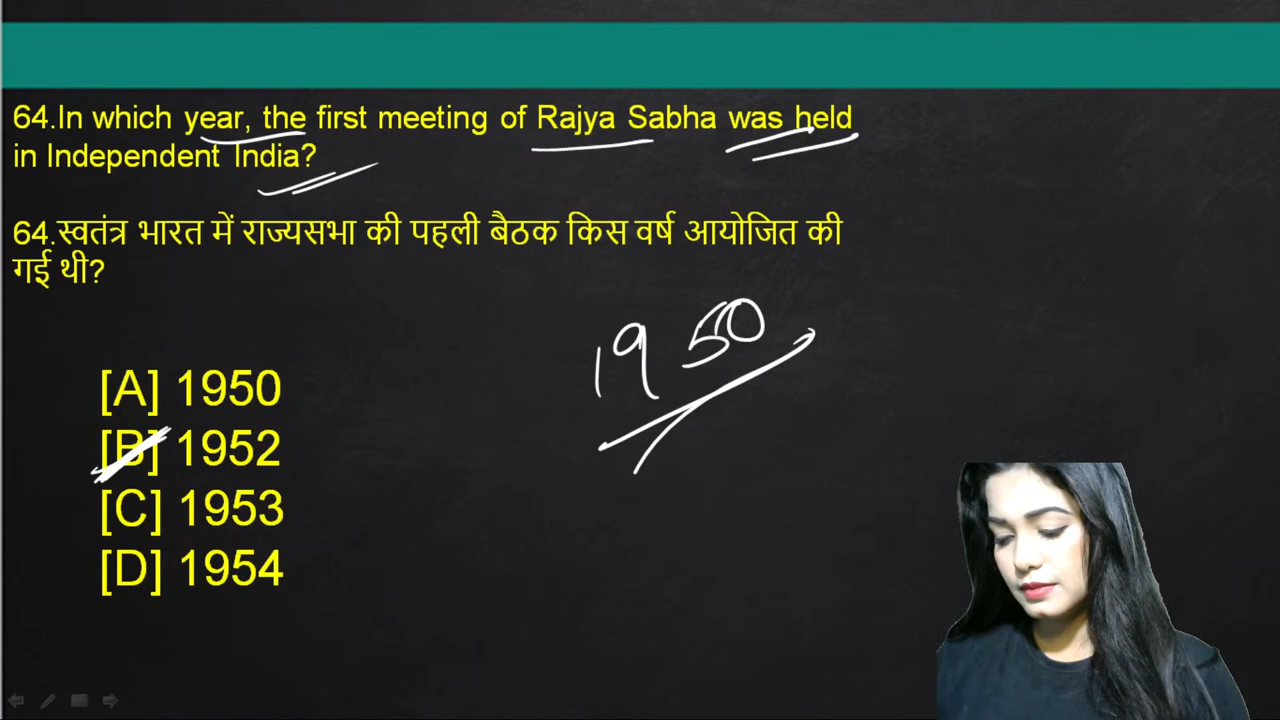 64.In which year, the first meeting of Rajya Sabha was held
in Independent India?
64.स्वतंत्र भारत में राज्यसभा की पहली बैठक किस वर्ष आयोजित की
गई थी?
1950
[A] 1950
[B] 1952
[C] 1953
[D] 1954